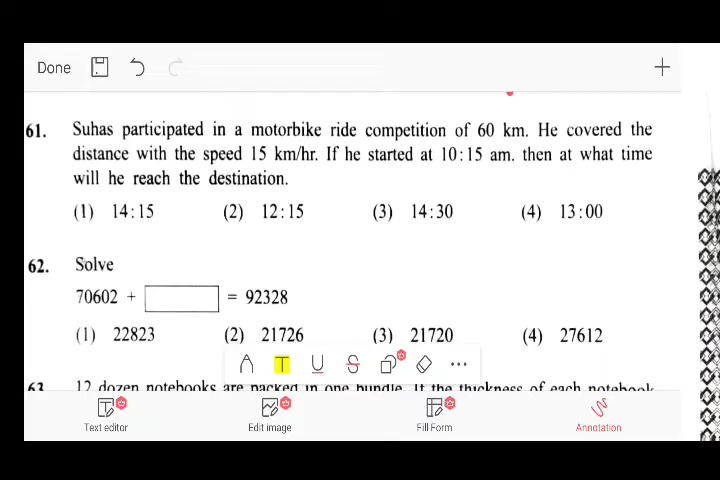 Done
61. Suhas participated in a motorbike ride competition of 60 km. He covered the
distance with the speed 15 km/hr. If he started at 10:15 am. then at what time
will he reach the destination.
(1) 14:15 (2) 12:15 (3) 14:30 (4) 13:00
62. Solve
70602 + = 92328
(1) 22823 (2) 21726 (3) 21720 (4) 27612
T U S
63. 12 dozen notebooks are packed in one bundle. If the thickness of each notebook
Text editor Edit image Fill Form Annotation